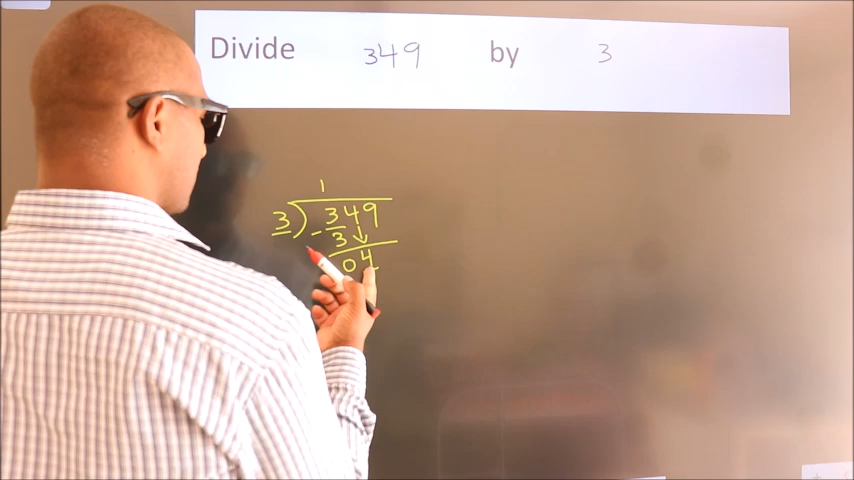 Divide 349 by 3
1
3 ) 349
- 3 ↓
04